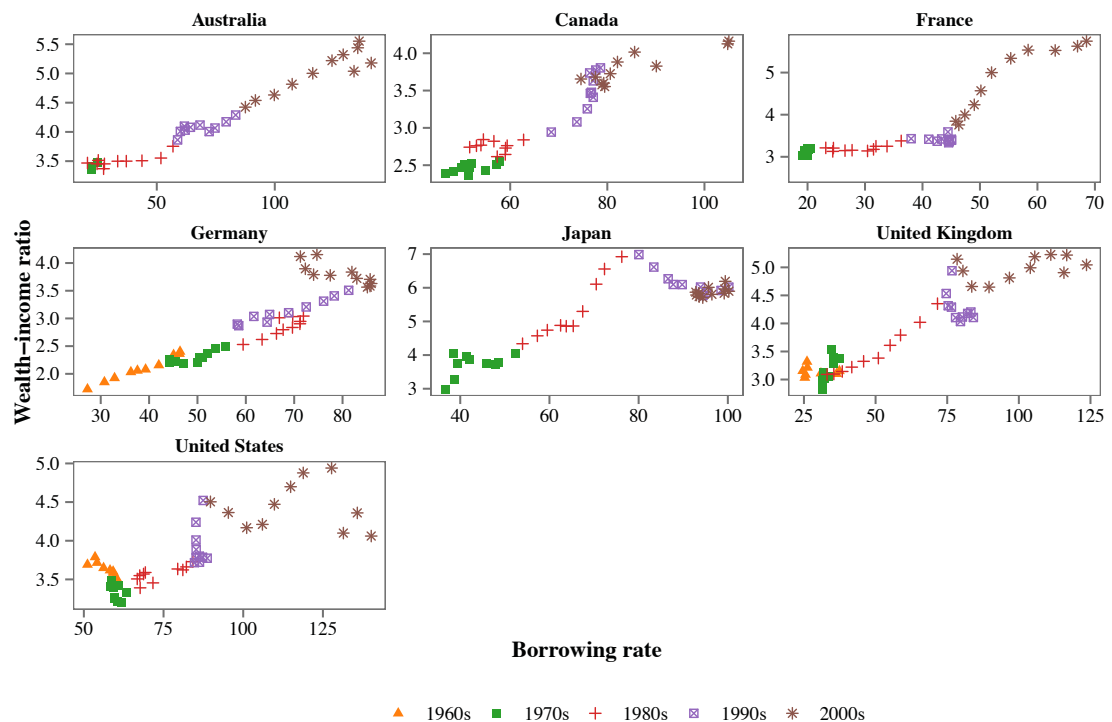 Australia Canada France
5.5
5.0
4.5
4.0
3.5
50 100
4.0
3.5
3.0
2.5
60 80 100
5
4
3
20 30 40 50 60 70
Germany Japan United Kingdom
4.0
3.5
3.0
2.5
2.0
30 40 50 60 70 80
7
6
5
4
3
40 60 80 100
5.0
4.5
4.0
3.5
3.0
25 50 75 100 125
United States
5.0
4.5
4.0
3.5
50 75 100 125
Wealth−income ratio
Borrowing rate
1960s 1970s 1980s 1990s 2000s